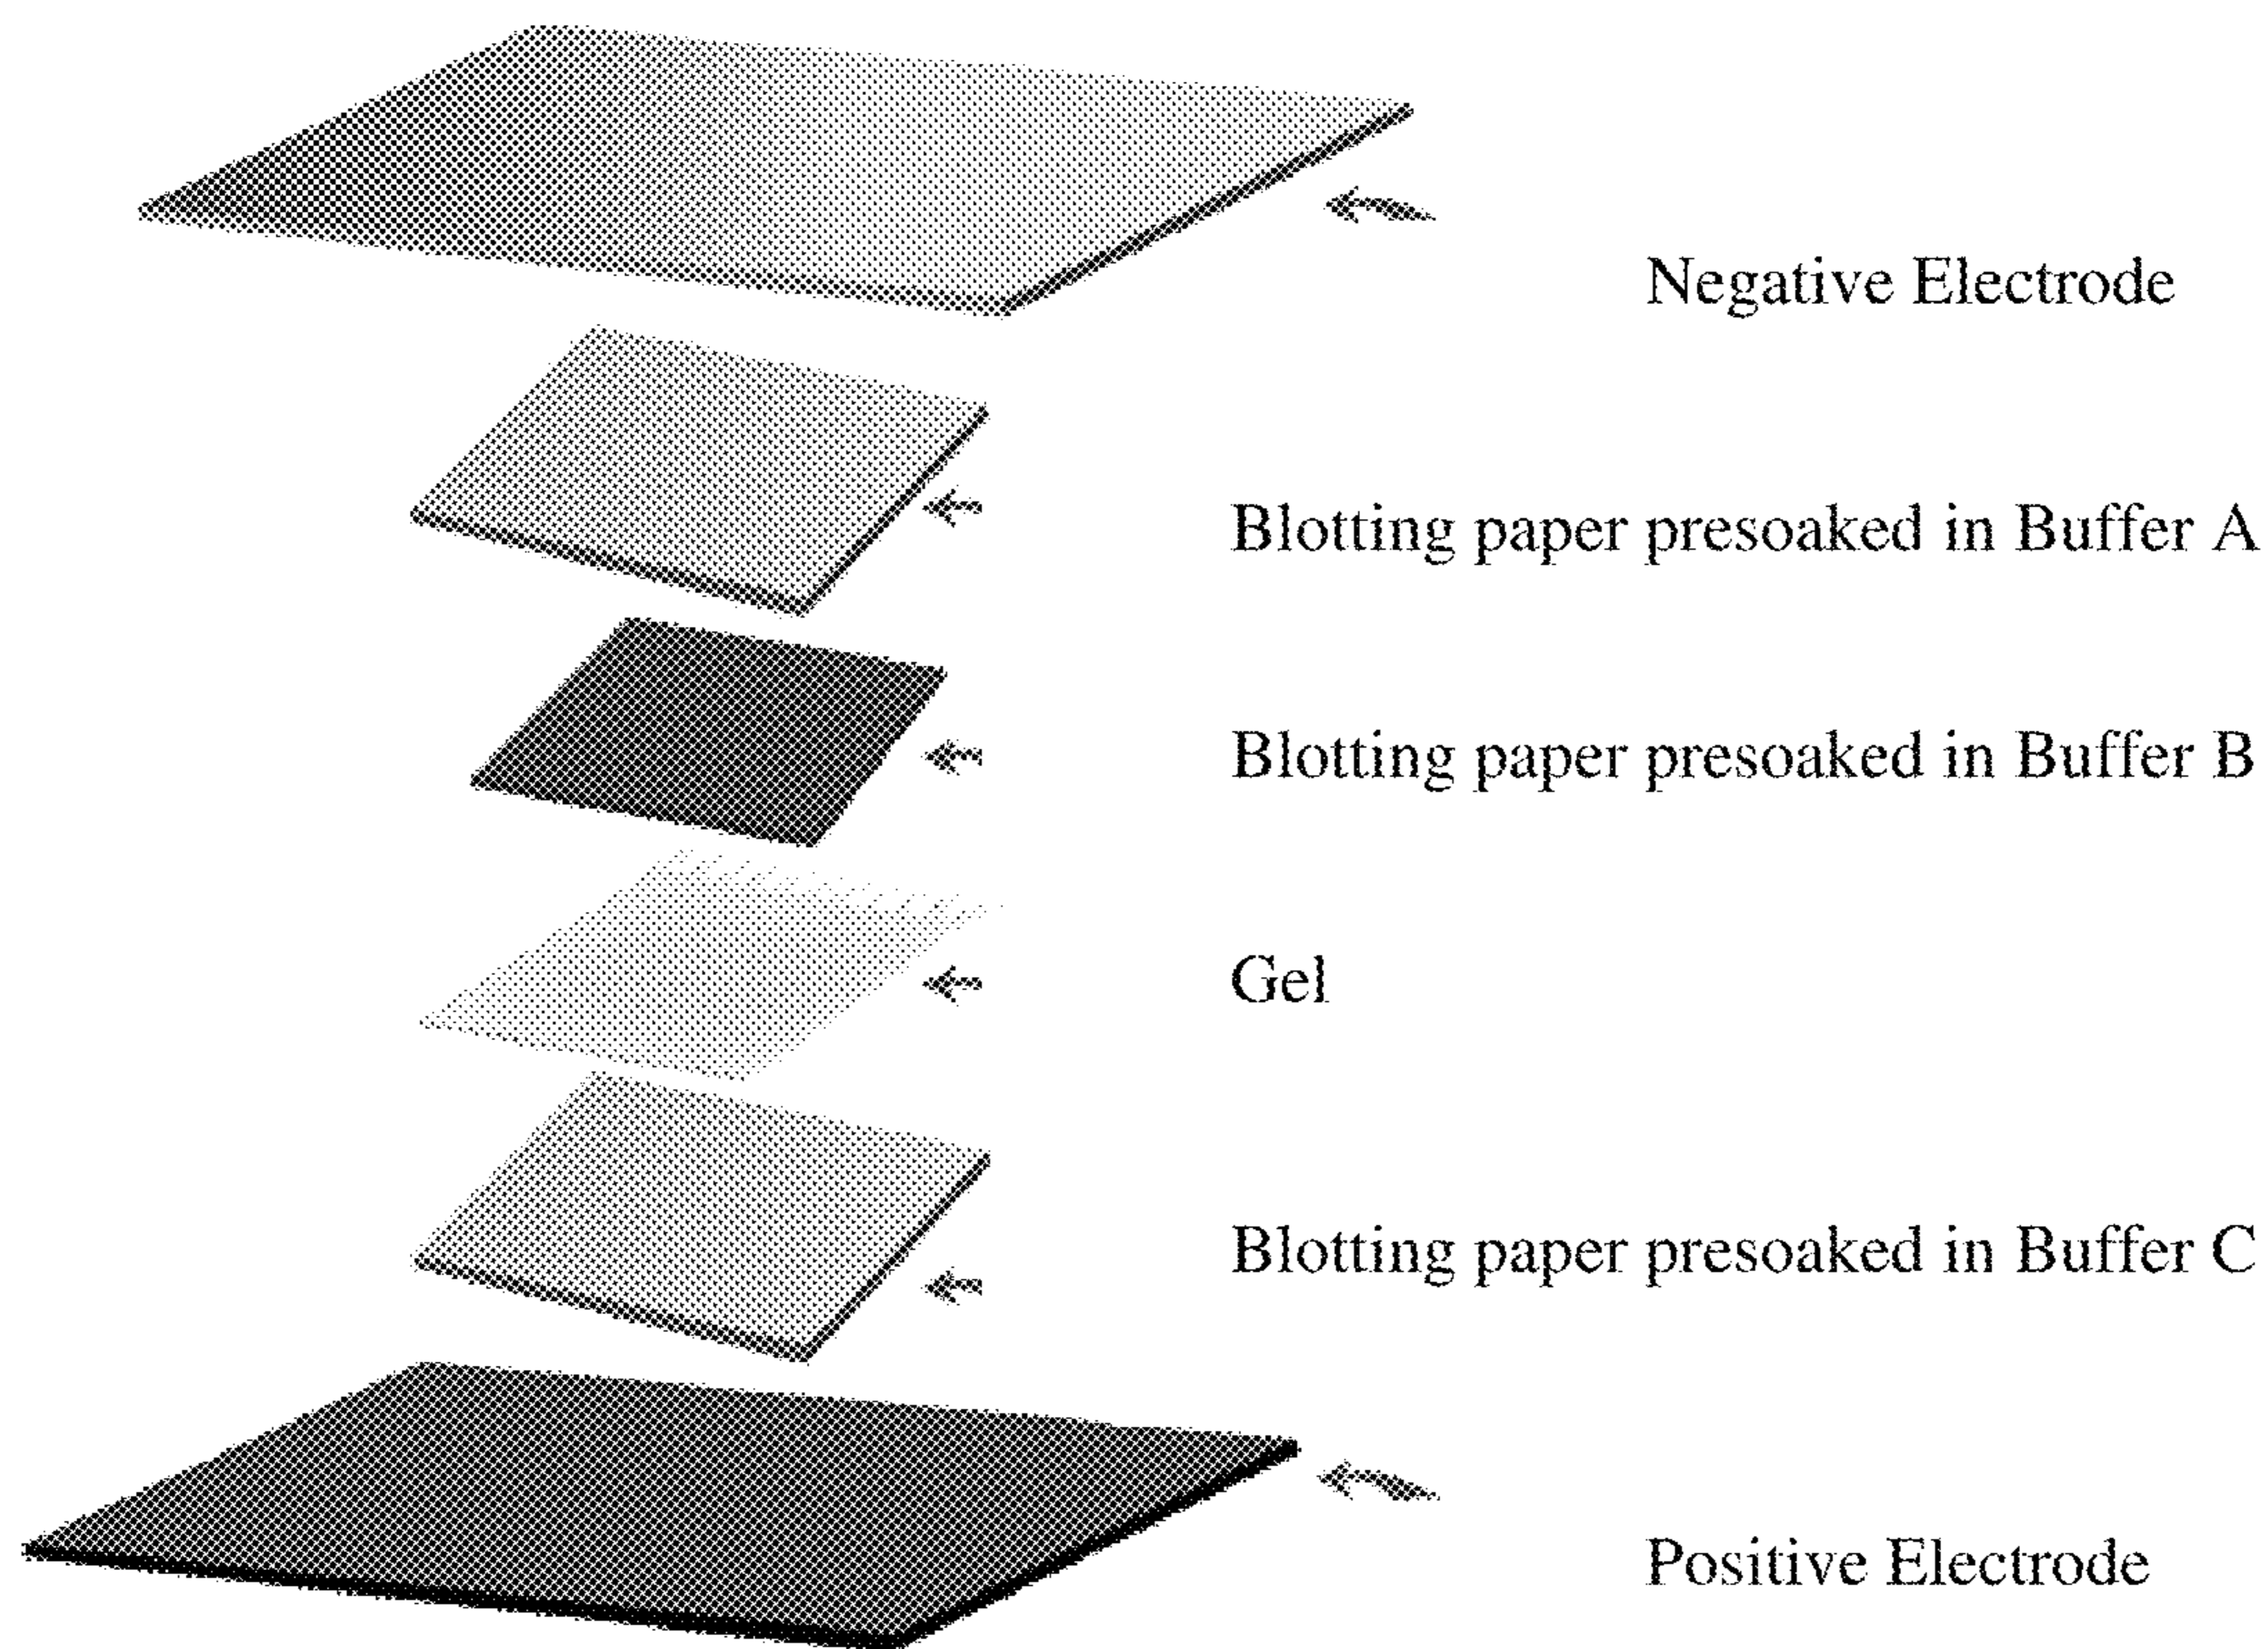 Negative Electrode
Blotting paper presoaked in Buffer A
Blotting paper presoaked in Buffer B
Gel
Blotting paper presoaked in Buffer C
Positive Electrode